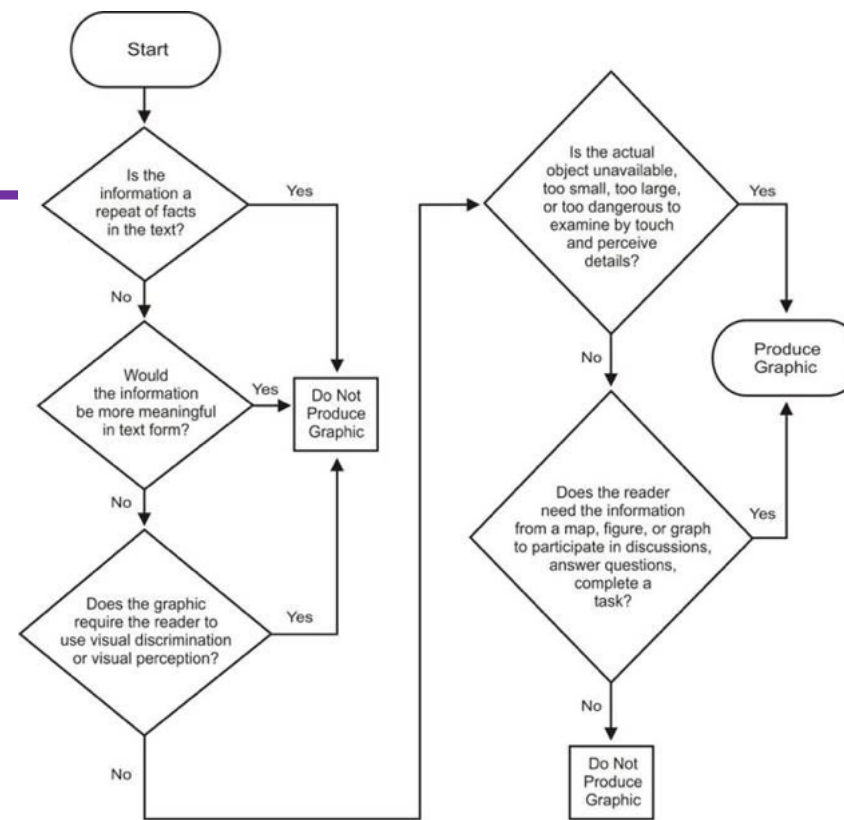 Start
Is the
information a
repeat of facts
in the text?
Yes
No
Would
the information
be more meaningful
in text form?
Yes
Do Not
Produce
Graphic
No
Does the graphic
require the reader to
use visual discrimination
or visual perception?
Yes
No
Is the actual
object unavailable,
too small, too large,
or too dangerous to
examine by touch
and perceive
details?
Yes
Produce
Graphic
No
Does the reader
need the information
from a map, figure, or graph
to participate in discussions,
answer questions,
complete a
task?
Yes
No
Do Not
Produce
Graphic